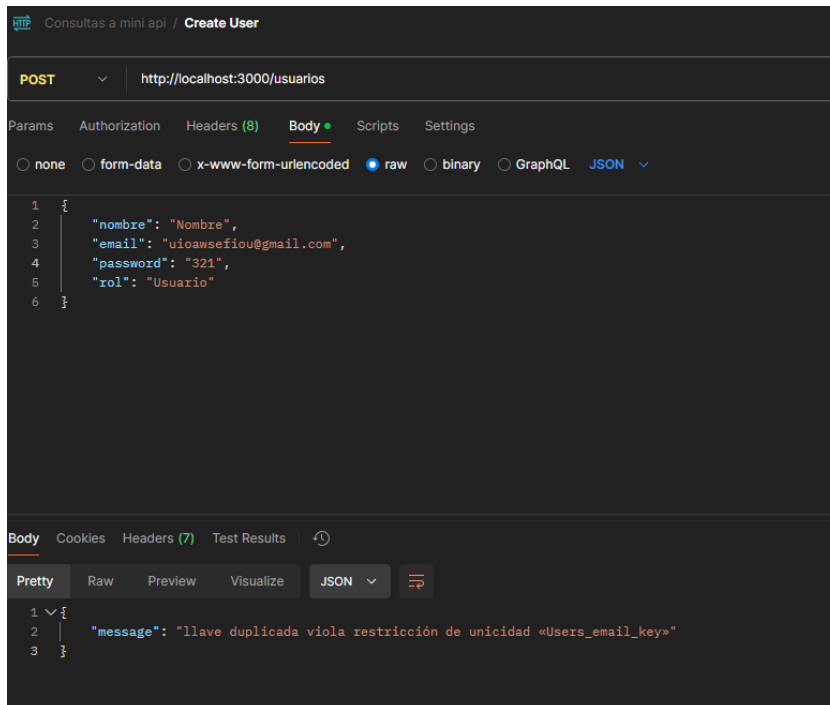 HTTP Consultas a mini api / Create User
POST http://localhost:3000/usuarios
Params Authorization Headers (8) Body Scripts Settings
none form-data x-www-form-urlencoded raw binary GraphQL JSON
1 {
2 "nombre": "Nombre",
3 "email": "uioawsefiou@gmail.com",
4 "password": "321",
5 "rol": "Usuario"
6 }
Body Cookies Headers (7) Test Results
Pretty Raw Preview Visualize JSON
1 {
2 "message": "llave duplicada viola restricción de unicidad «Users_email_key»"
3 }